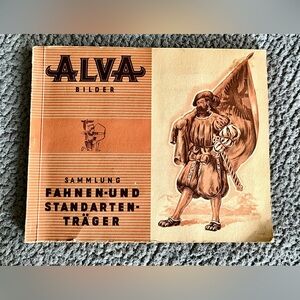 ALVA
BILDER
SAMMLUNG
FAHNEN-UND
STANDARTEN-
TRÄGER